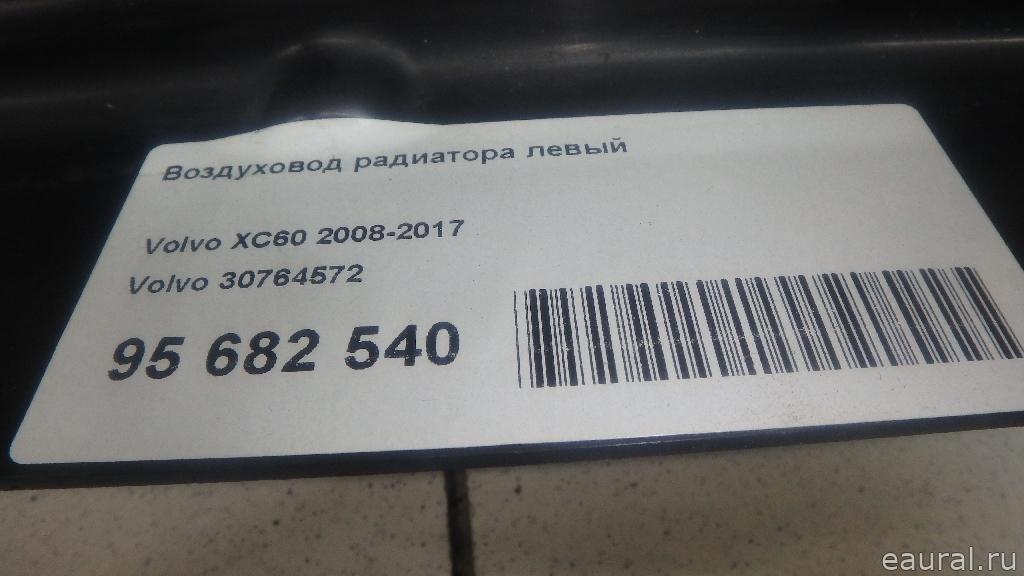 Воздуховод радиатора левый
Volvo XC60 2008-2017
Volvo 30764572
95 682 540
eaural.ru